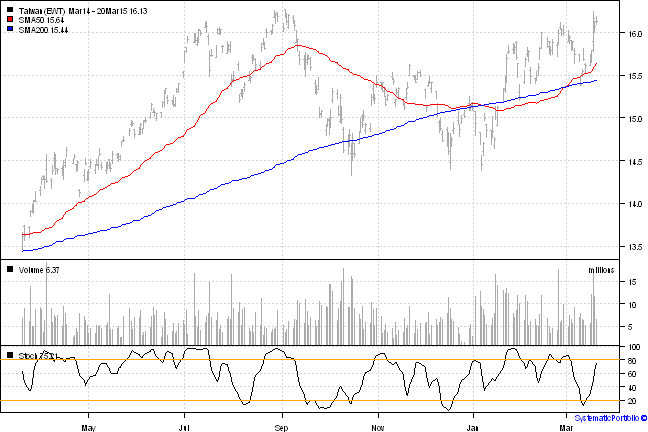 Taiwan (EWT) Mar14 - 20Mar15 16.13
SMA50 15.64
SMA200 15.44
16.0
15.5
15.0
14.5
14.0
13.5
Volume 6.37
millions
15
10
5
100
80
60
40
20
May
Jul
Sep
Nov
Jan
Mar
SystematicPortfolio ©